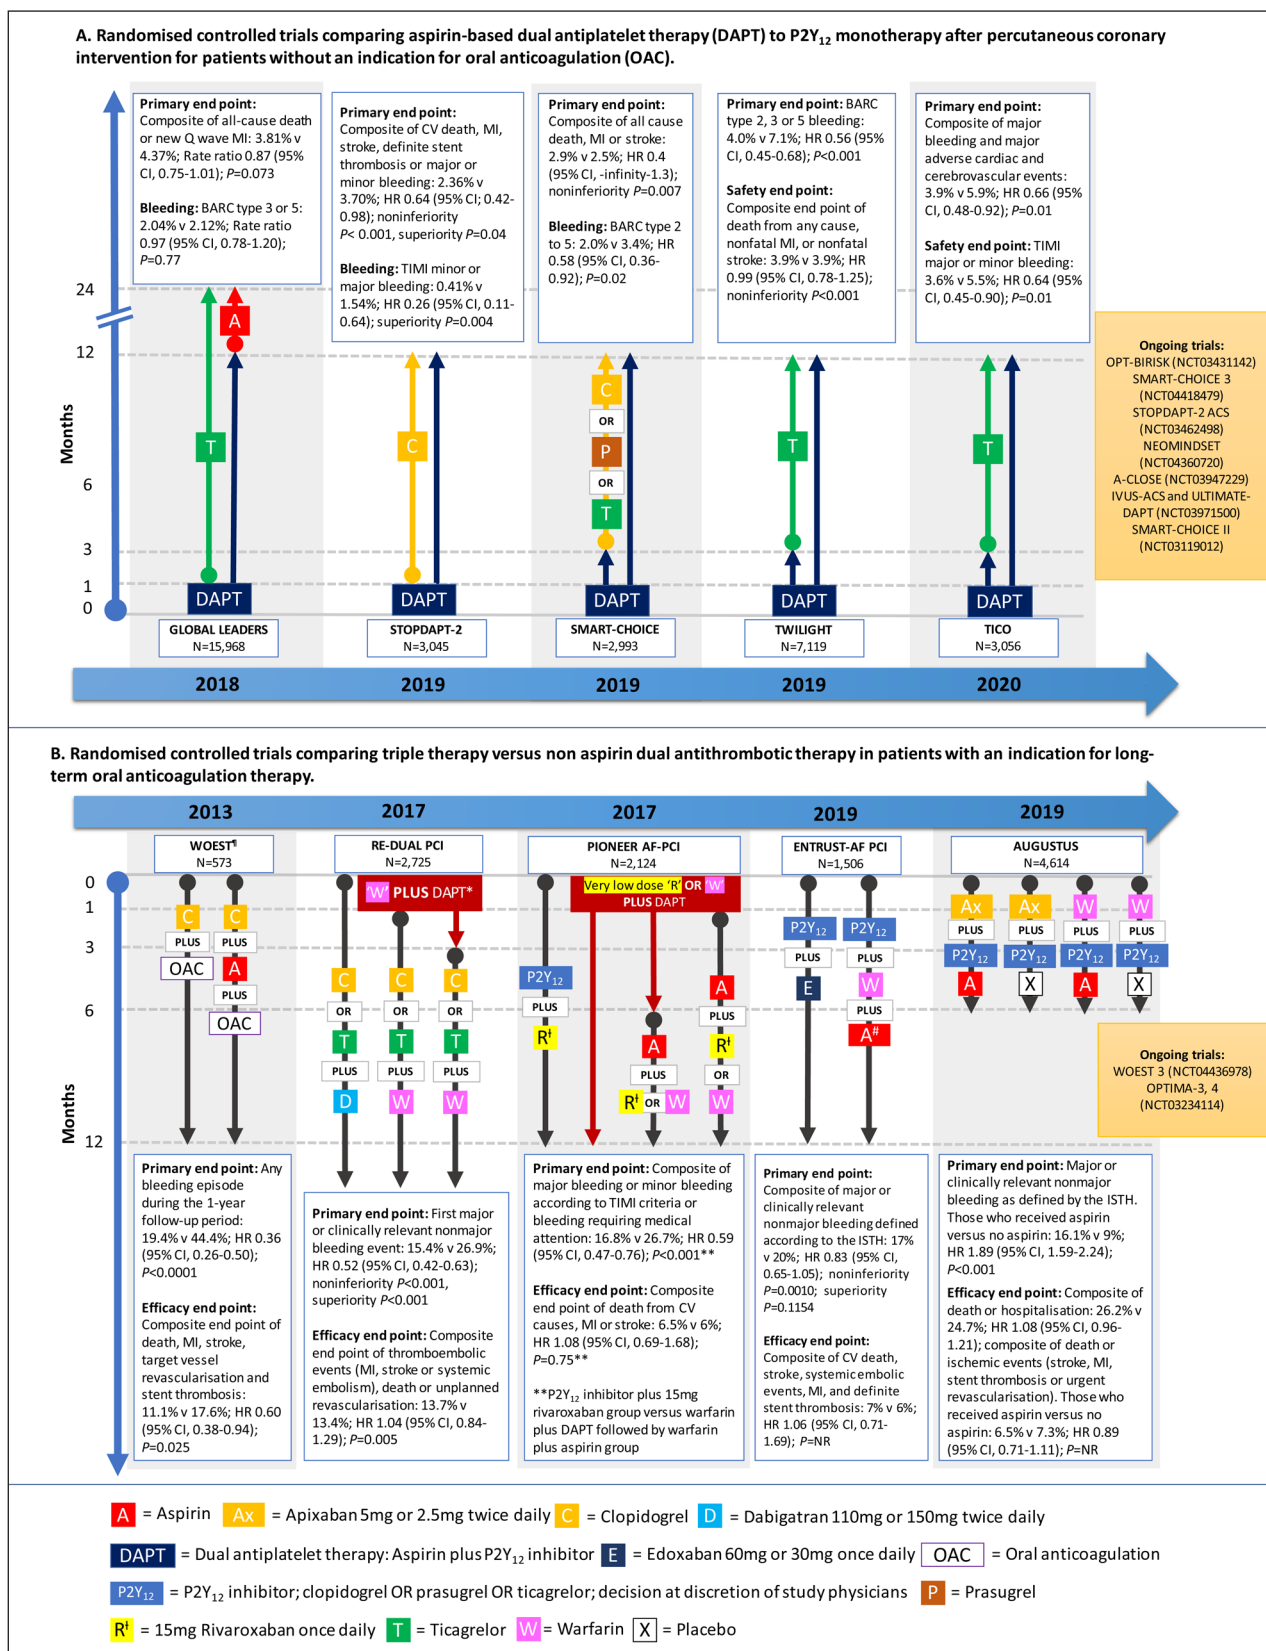 A. Randomised controlled trials comparing aspirin-based dual antiplatelet therapy (DAPT) to P2Y₁₂ monotherapy after percutaneous coronary
intervention for patients without an indication for oral anticoagulation (OAC).
Primary end point:
Composite of all-cause death
or new Q wave MI: 3.81% v
4.37%; Rate ratio 0.87 (95%
CI, 0.75-1.01); P=0.073
Bleeding: BARC type 3 or 5:
2.04% v 2.12%; Rate ratio
0.97 (95% CI, 0.78-1.20);
P=0.77
Primary end point:
Composite of CV death, MI,
stroke, definite stent
thrombosis or major or
minor bleeding: 2.36% v
3.70%; HR 0.64 (95% CI; 0.42-
0.98); noninferiority
P< 0.001, superiority P=0.04
Bleeding: TIMI minor or
major bleeding: 0.41% v
1.54%; HR 0.26 (95% CI, 0.11-
0.64); superiority P=0.004
Primary end point:
Composite of all cause
death, MI or stroke:
2.9% v 2.5%; HR 0.4
(95% CI, -infinity-1.3);
noninferiority P=0.007
Bleeding: BARC type 2
to 5: 2.0% v 3.4%; HR
0.58 (95% CI, 0.36-
0.92); P=0.02
Primary end point: BARC
type 2, 3 or 5 bleeding:
4.0% v 7.1%; HR 0.56 (95%
CI, 0.45-0.68); P<0.001
Safety end point:
Composite end point of
death from any cause,
nonfatal MI, or nonfatal
stroke: 3.9% v 3.9%; HR
0.99 (95% CI, 0.78-1.25);
noninferiority P<0.001
Primary end point:
Composite of major
bleeding and major
adverse cardiac and
cerebrovascular events:
3.9% v 5.9%; HR 0.66 (95%
CI, 0.48-0.92); P=0.01
Safety end point: TIMI
major or minor bleeding:
3.6% v 5.5%; HR 0.64 (95%
CI, 0.45-0.90); P=0.01
24
12
Months
6
3
1
0
A
T
DAPT
C
DAPT
C
OR
P
OR
T
DAPT
T
DAPT
T
DAPT
GLOBAL LEADERS
N=15,968
STOPDAPT-2
N=3,045
SMART-CHOICE
N=2,993
TWILIGHT
N=7,119
TICO
N=3,056
2018
2019
2019
2019
2020
Ongoing trials:
OPT-BIRISK (NCT03431142)
SMART-CHOICE 3
(NCT04418479)
STOPDAPT-2 ACS
(NCT03462498)
NEOMINDSET
(NCT04360720)
A-CLOSE (NCT03947229)
IVUS-ACS and ULTIMATE-
DAPT (NCT03971500)
SMART-CHOICE II
(NCT03119012)
B. Randomised controlled trials comparing triple therapy versus non aspirin dual antithrombotic therapy in patients with an indication for long-
term oral anticoagulation therapy.
2013
2017
2017
2019
2019
WOEST¶
N=573
RE-DUAL PCI
N=2,725
PIONEER AF-PCI
N=2,124
ENTRUST-AF PCI
N=1,506
AUGUSTUS
N=4,614
0
1
3
6
Months
12
C
PLUS
OAC
C
PLUS
A
PLUS
OAC
'W' PLUS DAPT*
C
OR
T
PLUS
D
C
OR
T
PLUS
W
C
OR
T
PLUS
W
Very low dose 'R' OR 'W'
PLUS DAPT
P2Y₁₂
PLUS
Rƚ
A
PLUS
Rƚ OR W
A
PLUS
Rƚ
OR
W
P2Y₁₂
PLUS
E
P2Y₁₂
PLUS
W
PLUS
A#
Ax
PLUS
P2Y₁₂
A
Ax
PLUS
P2Y₁₂
X
W
PLUS
P2Y₁₂
A
W
PLUS
P2Y₁₂
X
Ongoing trials:
WOEST 3 (NCT04436978)
OPTIMA-3, 4
(NCT03234114)
Primary end point: Any
bleeding episode
during the 1-year
follow-up period:
19.4% v 44.4%; HR 0.36
(95% CI, 0.26-0.50);
P<0.0001
Efficacy end point:
Composite end point of
death, MI, stroke,
target vessel
revascularisation and
stent thrombosis:
11.1% v 17.6%; HR 0.60
(95% CI, 0.38-0.94);
P=0.025
Primary end point: First major
or clinically relevant nonmajor
bleeding event: 15.4% v 26.9%;
HR 0.52 (95% CI, 0.42-0.63);
noninferiority P<0.001,
superiority P<0.001
Efficacy end point: Composite
end point of thromboembolic
events (MI, stroke or systemic
embolism), death or unplanned
revascularisation: 13.7% v
13.4%; HR 1.04 (95% CI, 0.84-
1.29); P=0.005
Primary end point: Composite of
major bleeding or minor bleeding
according to TIMI criteria or
bleeding requiring medical
attention: 16.8% v 26.7%; HR 0.59
(95% CI, 0.47-0.76); P<0.001**
Efficacy end point: Composite
end point of death from CV
causes, MI or stroke: 6.5% v 6%;
HR 1.08 (95% CI, 0.69-1.68);
P=0.75**
**P2Y₁₂ inhibitor plus 15mg
rivaroxaban group versus warfarin
plus DAPT followed by warfarin
plus aspirin group
Primary end point:
Composite of major or
clinically relevant
nonmajor bleeding defined
according to the ISTH: 17%
v 20%; HR 0.83 (95% CI,
0.65-1.05); noninferiority
P=0.0010; superiority
P=0.1154
Efficacy end point:
Composite of CV death,
stroke, systemic embolic
events, MI, and definite
stent thrombosis: 7% v 6%;
HR 1.06 (95% CI, 0.71-
1.69); P=NR
Primary end point: Major or
clinically relevant nonmajor
bleeding as defined by the ISTH.
Those who received aspirin
versus no aspirin: 16.1% v 9%;
HR 1.89 (95% CI, 1.59-2.24);
P<0.001
Efficacy end point: Composite of
death or hospitalisation: 26.2% v
24.7%; HR 1.08 (95% CI, 0.96-
1.21); composite of death or
ischemic events (stroke, MI,
stent thrombosis or urgent
revascularisation). Those who
received aspirin versus no
aspirin: 6.5% v 7.3%; HR 0.89
(95% CI, 0.71-1.11); P=NR
A = Aspirin Ax = Apixaban 5mg or 2.5mg twice daily C = Clopidogrel D = Dabigatran 110mg or 150mg twice daily
DAPT = Dual antiplatelet therapy: Aspirin plus P2Y₁₂ inhibitor E = Edoxaban 60mg or 30mg once daily OAC = Oral anticoagulation
P2Y₁₂ = P2Y₁₂ inhibitor; clopidogrel OR prasugrel OR ticagrelor; decision at discretion of study physicians P = Prasugrel
Rƚ = 15mg Rivaroxaban once daily T = Ticagrelor W = Warfarin X = Placebo